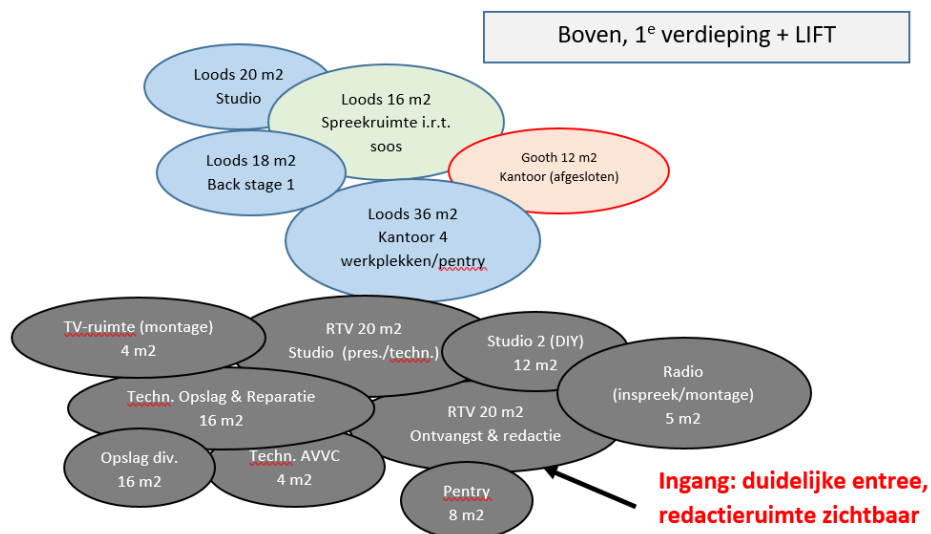 Boven, 1e verdieping + LIFT
Loods 20 m2
Studio
Loods 16 m2
Spreekruimte i.r.t.
soos
Loods 18 m2
Back stage 1
Gooth 12 m2
Kantoor (afgesloten)
Loods 36 m2
Kantoor 4
werkplekken/pentry
TV-ruimte (montage)
4 m2
RTV 20 m2
Studio (pres./techn.)
Studio 2 (DIY)
12 m2
Radio
(inspreek/montage)
5 m2
Techn. Opslag & Reparatie
16 m2
RTV 20 m2
Ontvangst & redactie
Opslag div.
16 m2
Techn. AVVC
4 m2
Pentry
8 m2
Ingang: duidelijke entree,
redactieruimte zichtbaar